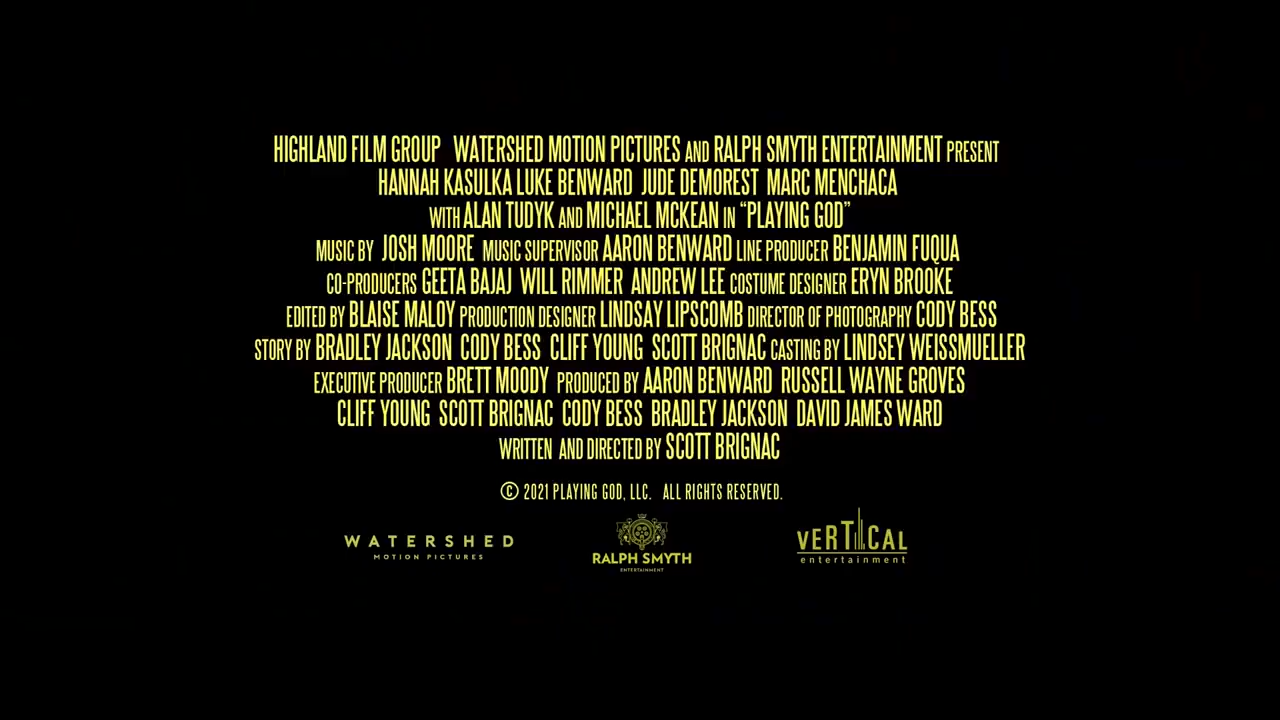 HIGHLAND FILM GROUP WATERSHED MOTION PICTURES AND RALPH SMYTH ENTERTAINMENT PRESENT
HANNAH KASULKA LUKE BENWARD JUDE DEMOREST MARC MENCHACA
WITH ALAN TUDYK AND MICHAEL MCKEAN IN “PLAYING GOD”
MUSIC BY JOSH MOORE MUSIC SUPERVISOR AARON BENWARD LINE PRODUCER BENJAMIN FUQUA
CO-PRODUCERS GEETA BAJAJ WILL RIMMER ANDREW LEE COSTUME DESIGNER ERYN BROOKE
EDITED BY BLAISE MALOY PRODUCTION DESIGNER LINDSAY LIPSCOMB DIRECTOR OF PHOTOGRAPHY CODY BESS
STORY BY BRADLEY JACKSON CODY BESS CLIFF YOUNG SCOTT BRIGNAC CASTING BY LINDSEY WEISSMUELLER
EXECUTIVE PRODUCER BRETT MOODY PRODUCED BY AARON BENWARD RUSSELL WAYNE GROVES
CLIFF YOUNG SCOTT BRIGNAC CODY BESS BRADLEY JACKSON DAVID JAMES WARD
WRITTEN AND DIRECTED BY SCOTT BRIGNAC
© 2021 PLAYING GOD, LLC. ALL RIGHTS RESERVED.
WATERSHED
MOTION PICTURES
RALPH SMYTH
ENTERTAINMENT
VERTICAL
entertainment